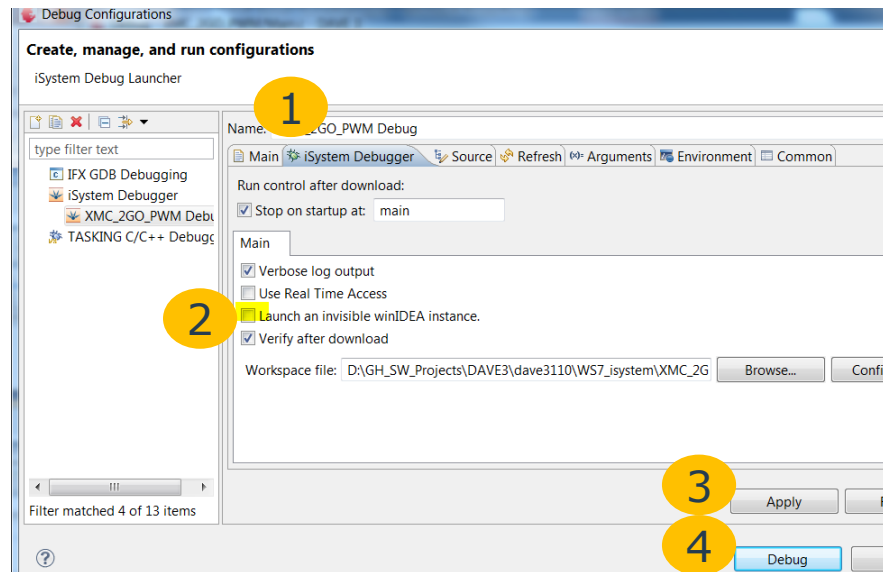 Debug Configurations
Create, manage, and run configurations
iSystem Debug Launcher
1
Name: 2GO_PWM Debug
type filter text
Main iSystem Debugger Source Refresh (x)= Arguments Environment Common
IFX GDB Debugging
Run control after download:
iSystem Debugger
Stop on startup at: main
XMC_2GO_PWM Debu
TASKING C/C++ Debugg
Main
Verbose log output
Use Real Time Access
2
Launch an invisible winIDEA instance.
Verify after download
Workspace file: D:\GH_SW_Projects\DAVE3\dave3110\WS7_isystem\XMC_2G Browse... Confi
3
Apply
Filter matched 4 of 13 items
4
?
Debug